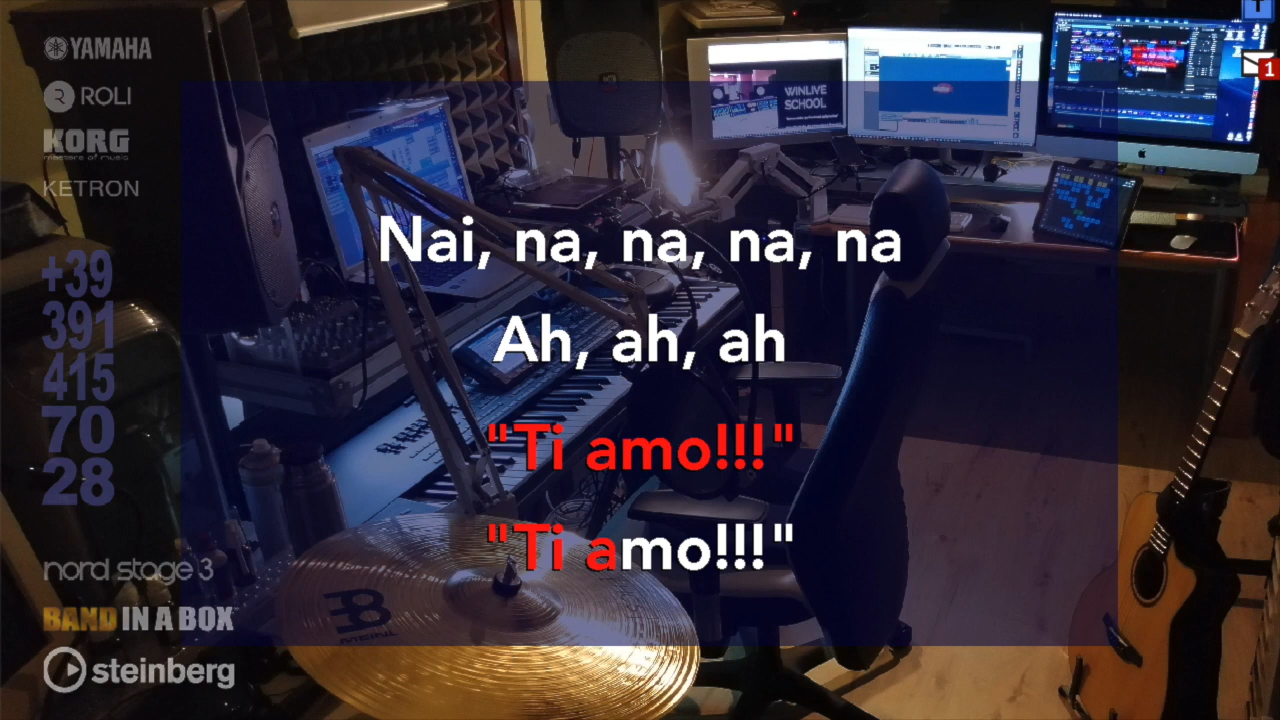 YAMAHA
ROLI
KORG
masters of music
KETRON
+39
391
415
70
28
nord stage 3
BAND IN A BOX
steinberg
WINLIVE
SCHOOL
1
Nai, na, na, na, na
Ah, ah, ah
"Ti amo!!!"
"Ti amo!!!"